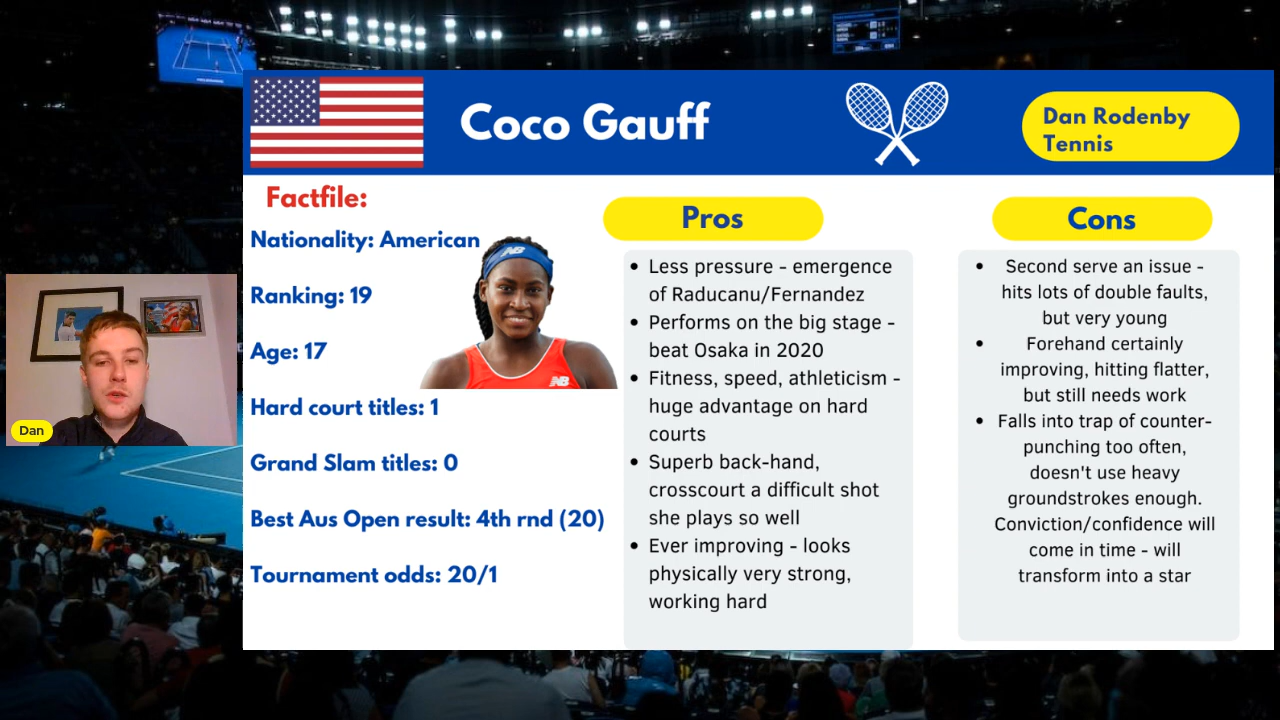 Coco Gauff
Dan Rodenby
Tennis
Factfile:
Nationality: American
Ranking: 19
Age: 17
Hard court titles: 1
Grand Slam titles: 0
Best Aus Open result: 4th rnd (20)
Tournament odds: 20/1
NB
NB
Pros
• Less pressure - emergence
of Raducanu/Fernandez
• Performs on the big stage -
beat Osaka in 2020
• Fitness, speed, athleticism -
huge advantage on hard
courts
• Superb back-hand,
crosscourt a difficult shot
she plays so well
• Ever improving - looks
physically very strong,
working hard
Cons
• Second serve an issue -
hits lots of double faults,
but very young
• Forehand certainly
improving, hitting flatter,
but still needs work
• Falls into trap of counter-
punching too often,
doesn't use heavy
groundstrokes enough.
Conviction/confidence will
come in time - will
transform into a star
Dan